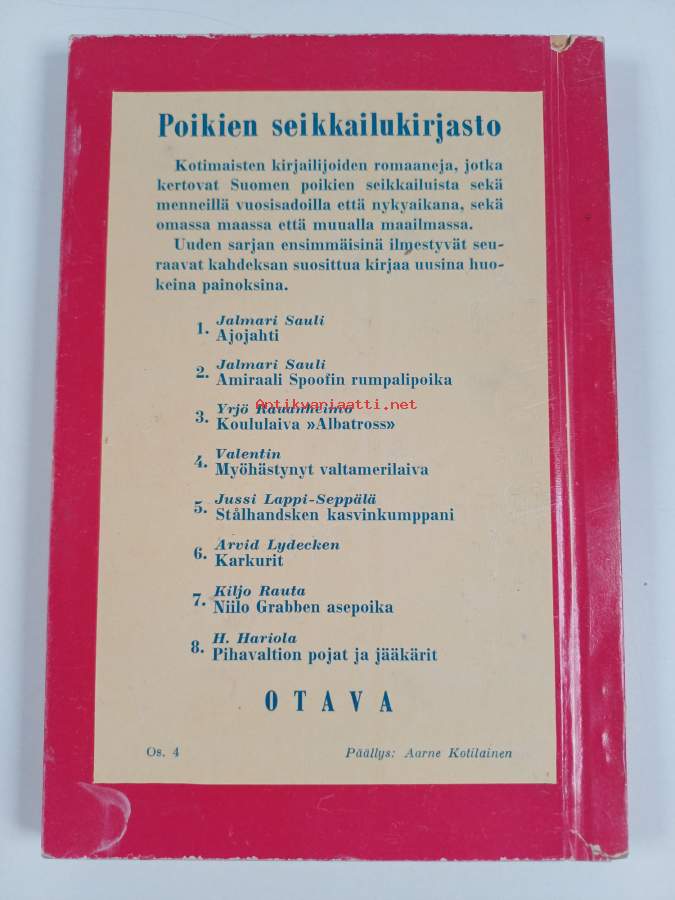 Poikien seikkailukirjasto
Kotimaisten kirjailijoiden romaaneja, jotka
kertovat Suomen poikien seikkailuista sekä
menneillä vuosisadoilla että nykyaikana, sekä
omassa maassa että muualla maailmassa.
Uuden sarjan ensimmäisinä ilmestyvät seu-
raavat kahdeksan suosittua kirjaa uusina huo-
keina painoksina.
1. Jalmari Sauli
Ajojahti
2. Jalmari Sauli
Amiraali Spoofin rumpalipoika
Antikvariaatti.net
3. Yrjö Rauanheimo
Koululaiva »Albatross»
4. Valentin
Myöhästynyt valtamerilaiva
5. Jussi Lappi-Seppälä
Stålhandsken kasvinkumppani
6. Arvid Lydecken
Karkurit
7. Kiljo Rauta
Niilo Grabben asepoika
8. H. Hariola
Pihavaltion pojat ja jääkärit
OTAVA
Os. 4
Päällys: Aarne Kotilainen